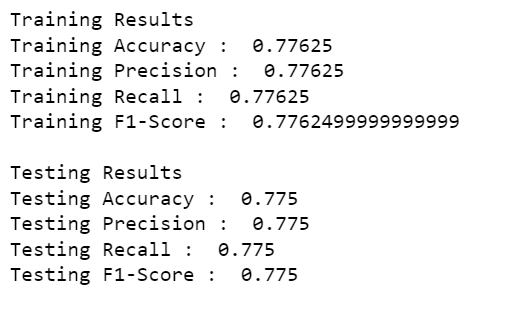 Training Results
Training Accuracy :  0.77625
Training Precision :  0.77625
Training Recall :  0.77625
Training F1-Score :  0.7762499999999999
Testing Results
Testing Accuracy :  0.775
Testing Precision :  0.775
Testing Recall :  0.775
Testing F1-Score :  0.775